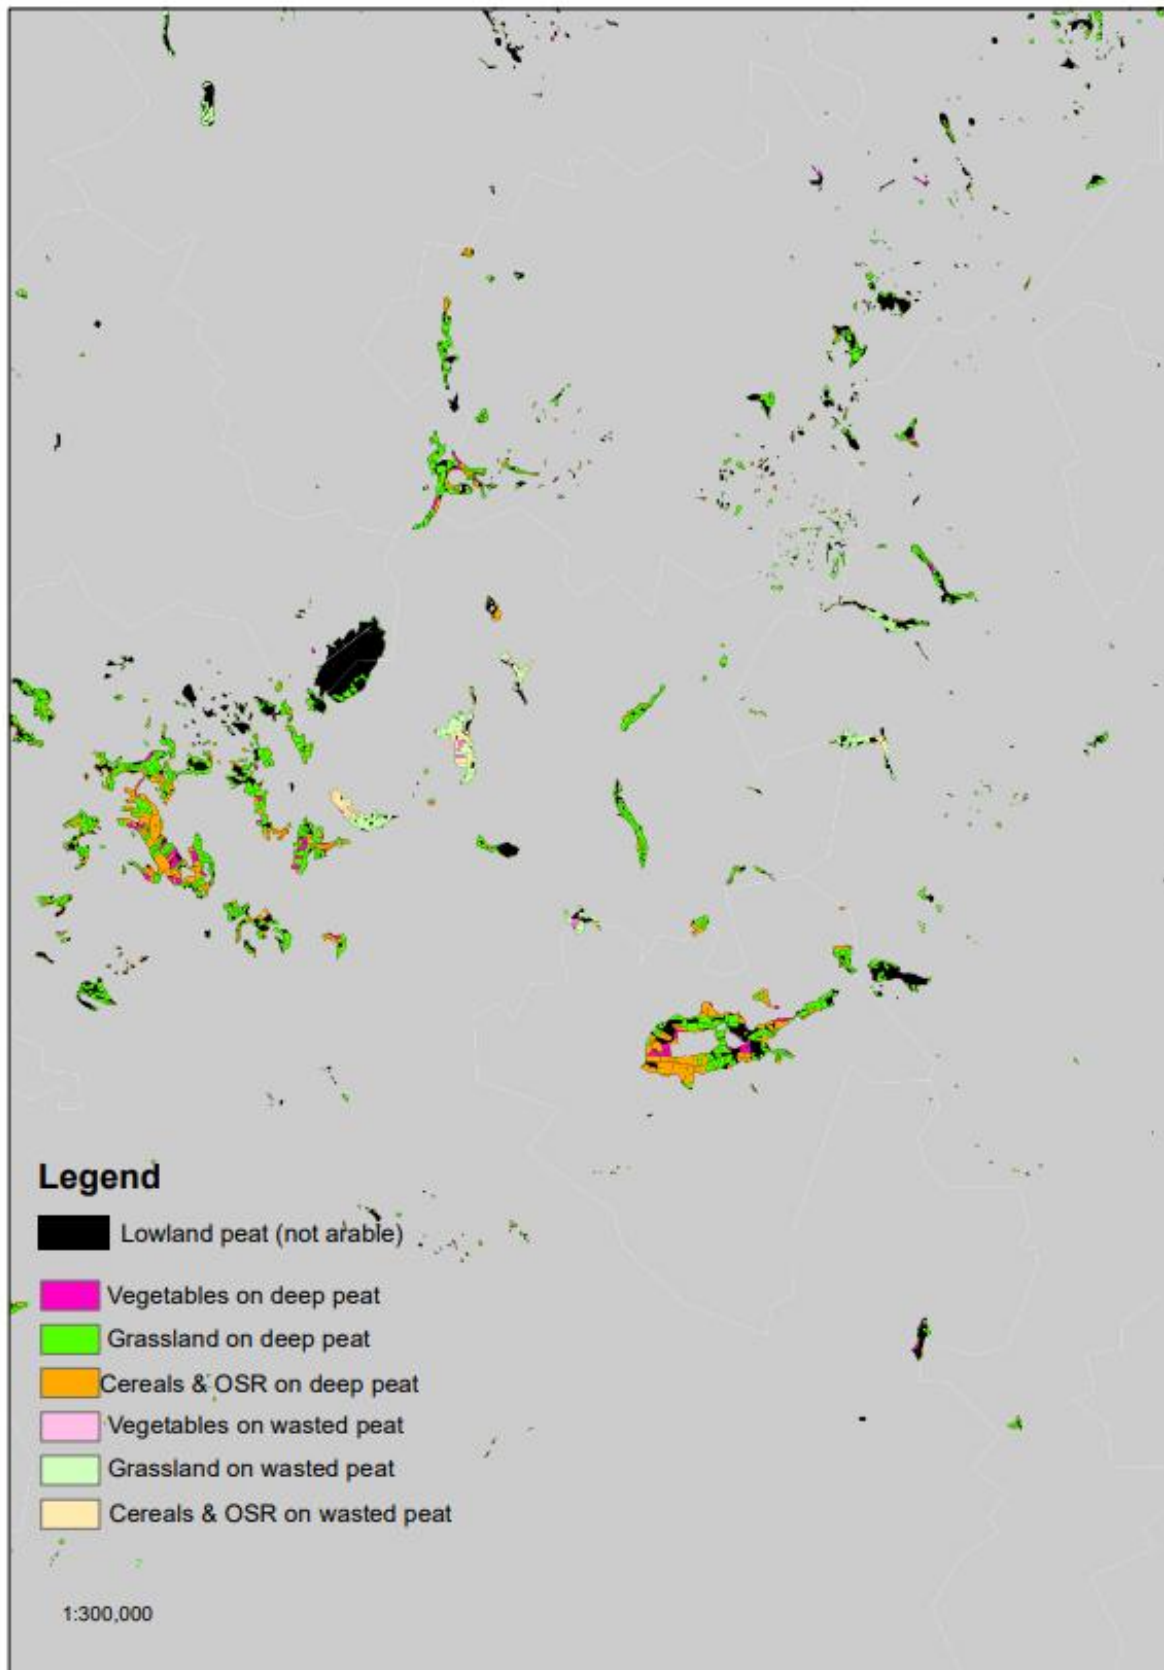 Legend
Lowland peat (not arable)
Vegetables on deep peat
Grassland on deep peat
Cereals & OSR on deep peat
Vegetables on wasted peat
Grassland on wasted peat
Cereals & OSR on wasted peat
1:300,000